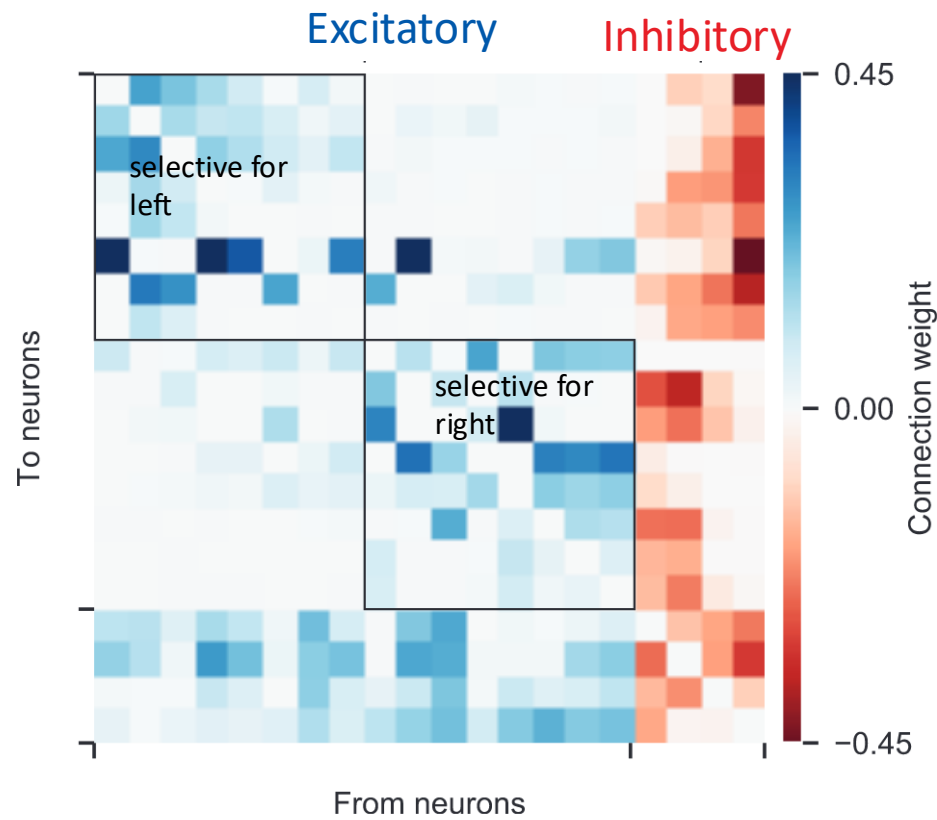 Excitatory
Inhibitory
selective for
left
selective for
right
To neurons
From neurons
0.45
0.00
−0.45
Connection weight